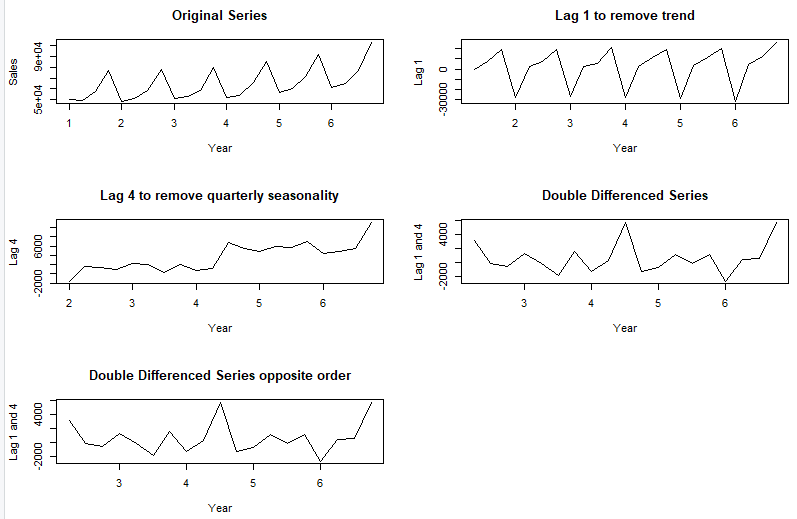 Original Series
Sales
5e+04 9e+04
1 2 3 4 5 6
Year
Lag 1 to remove trend
Lag 1
-30000 0
2 3 4 5 6
Year
Lag 4 to remove quarterly seasonality
Lag 4
-2000 6000
2 3 4 5 6
Year
Double Differenced Series
Lag 1 and 4
-2000 4000
3 4 5 6
Year
Double Differenced Series opposite order
Lag 1 and 4
-2000 4000
3 4 5 6
Year